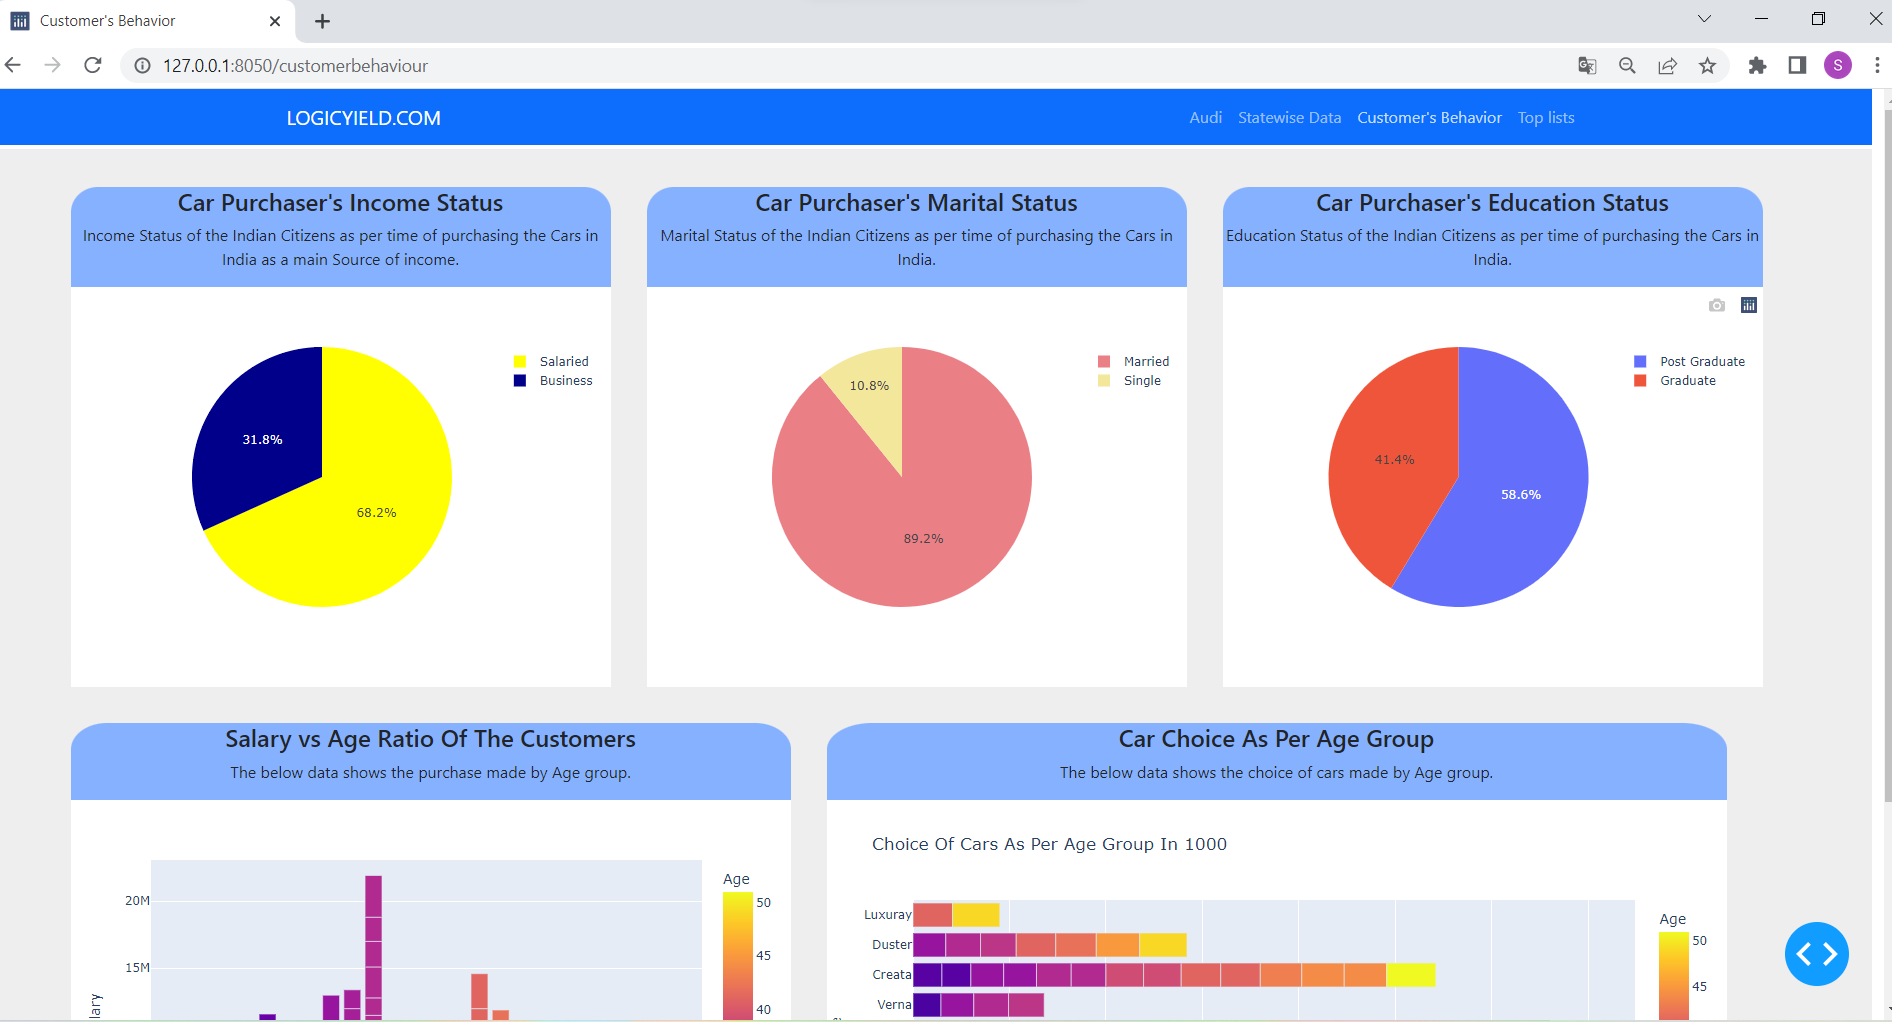 Customer's Behavior
127.0.0.1:8050/customerbehaviour
S
LOGICYIELD.COM
Audi Statewise Data Customer's Behavior Top lists
Car Purchaser's Income Status
Income Status of the Indian Citizens as per time of purchasing the Cars in
India as a main Source of income.
Salaried
Business
31.8%
68.2%
Car Purchaser's Marital Status
Marital Status of the Indian Citizens as per time of purchasing the Cars in
India.
Married
Single
10.8%
89.2%
Car Purchaser's Education Status
Education Status of the Indian Citizens as per time of purchasing the Cars in
India.
Post Graduate
Graduate
41.4%
58.6%
Salary vs Age Ratio Of The Customers
The below data shows the purchase made by Age group.
20M
15M
lary
Age
50
45
40
Car Choice As Per Age Group
The below data shows the choice of cars made by Age group.
Choice Of Cars As Per Age Group In 1000
Luxuray
Duster
Creata
Verna
Age
50
45